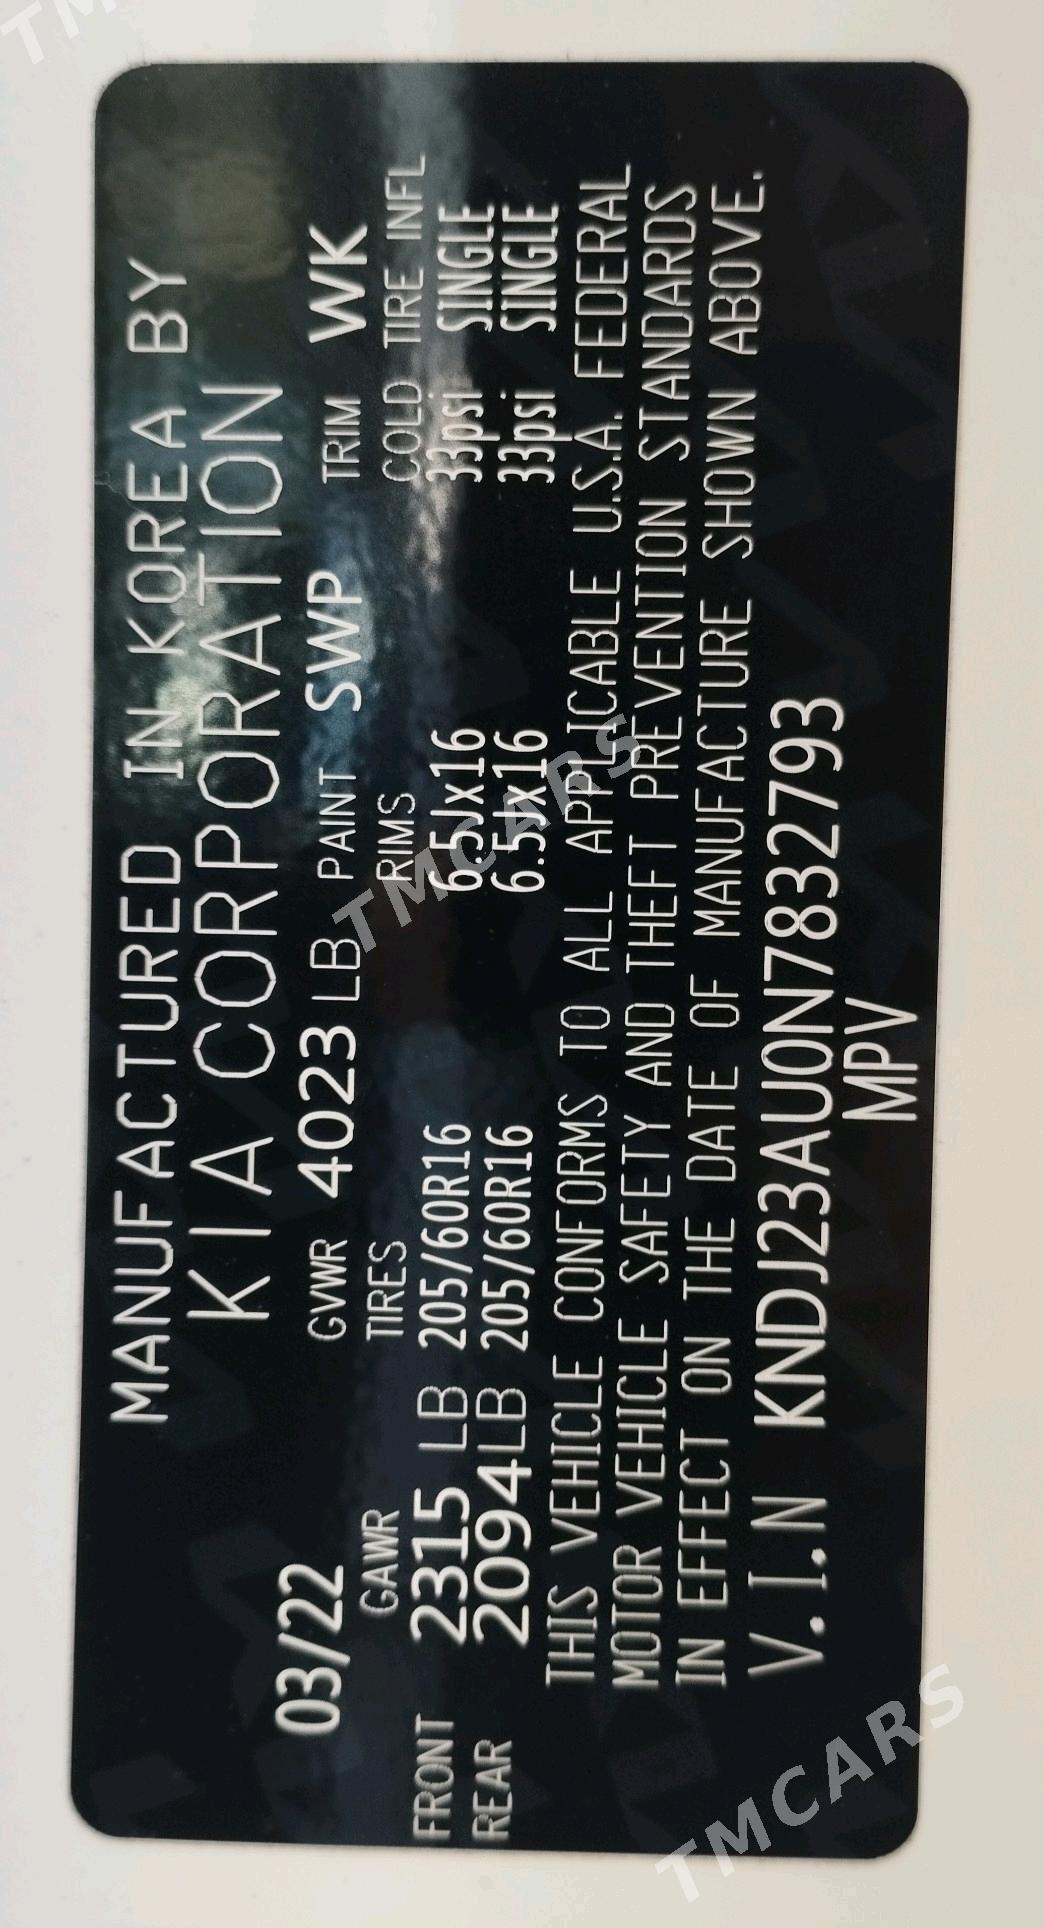 MANUFACTURED IN KOREA BY
KIA CORPORATION
03/22 GVWR 4023 LB PAINT SWP TRIM WK
GAWR TIRES RIMS COLD TIRE INFL
FRONT 2315 LB 205/60R16 6.5Jx16 33psi SINGLE
REAR 2094LB 205/60R16 6.5Jx16 33psi SINGLE
THIS VEHICLE CONFORMS TO ALL APPLICABLE U.S.A. FEDERAL
MOTOR VEHICLE SAFETY AND THEFT PREVENTION STANDARDS
IN EFFECT ON THE DATE OF MANUFACTURE SHOWN ABOVE.
V.I.N KNDJ23AU0N7832793
MPV
TMCARS
TMCARS